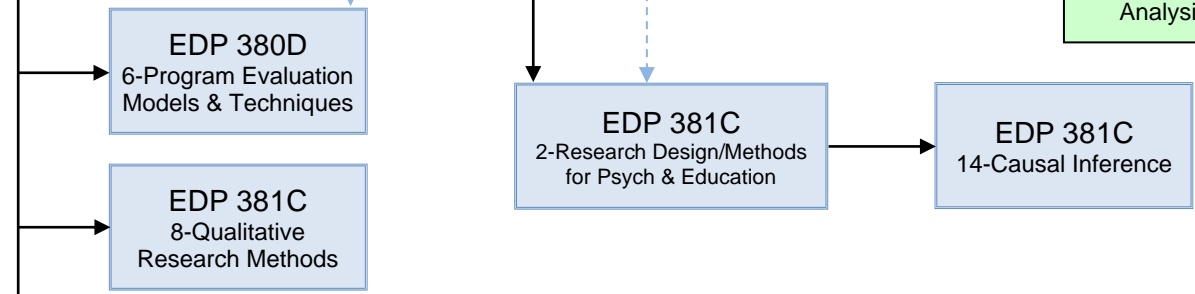 Analysi
EDP 380D
6-Program Evaluation
Models & Techniques
EDP 381C
2-Research Design/Methods
for Psych & Education
EDP 381C
14-Causal Inference
EDP 381C
8-Qualitative
Research Methods